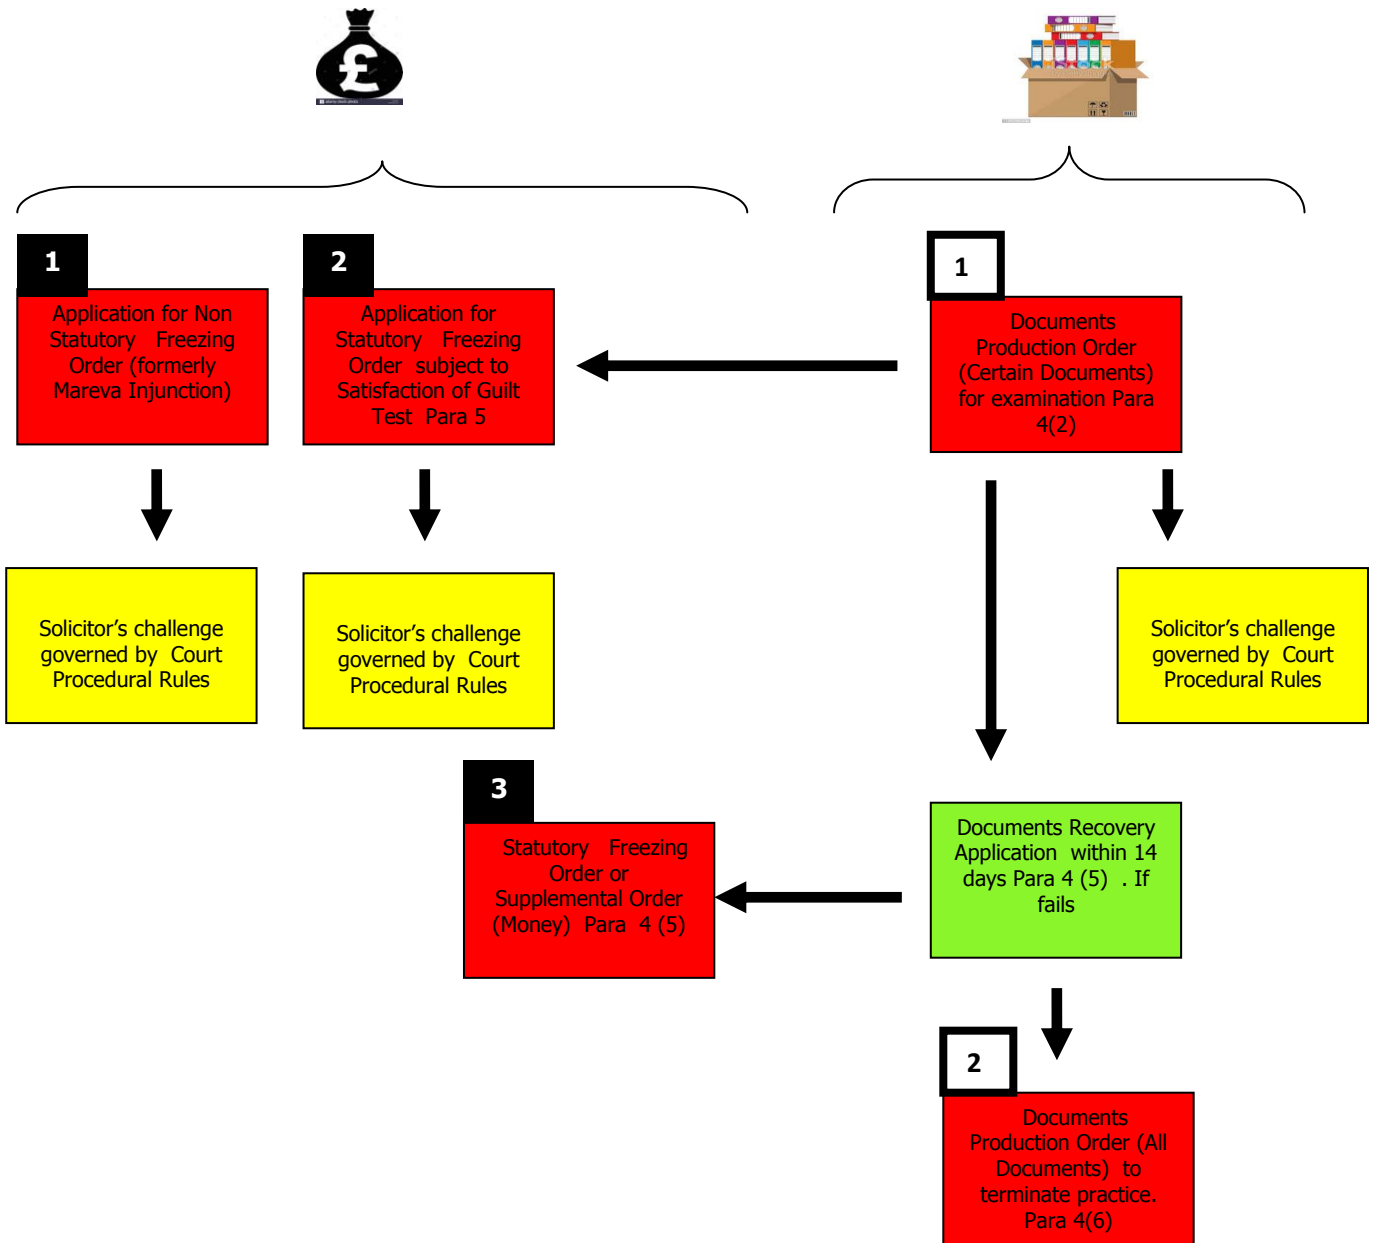 £
1
Application for Non
Statutory Freezing
Order (formerly
Mareva Injunction)
2
Application for
Statutory Freezing
Order subject to
Satisfaction of Guilt
Test Para 5
1
Documents
Production Order
(Certain Documents)
for examination Para
4(2)
Solicitor’s challenge
governed by Court
Procedural Rules
Solicitor’s challenge
governed by Court
Procedural Rules
Solicitor’s challenge
governed by Court
Procedural Rules
3
Statutory Freezing
Order or
Supplemental Order
(Money) Para 4 (5)
Documents Recovery
Application within 14
days Para 4 (5) . If
fails
2
Documents
Production Order (All
Documents) to
terminate practice.
Para 4(6)